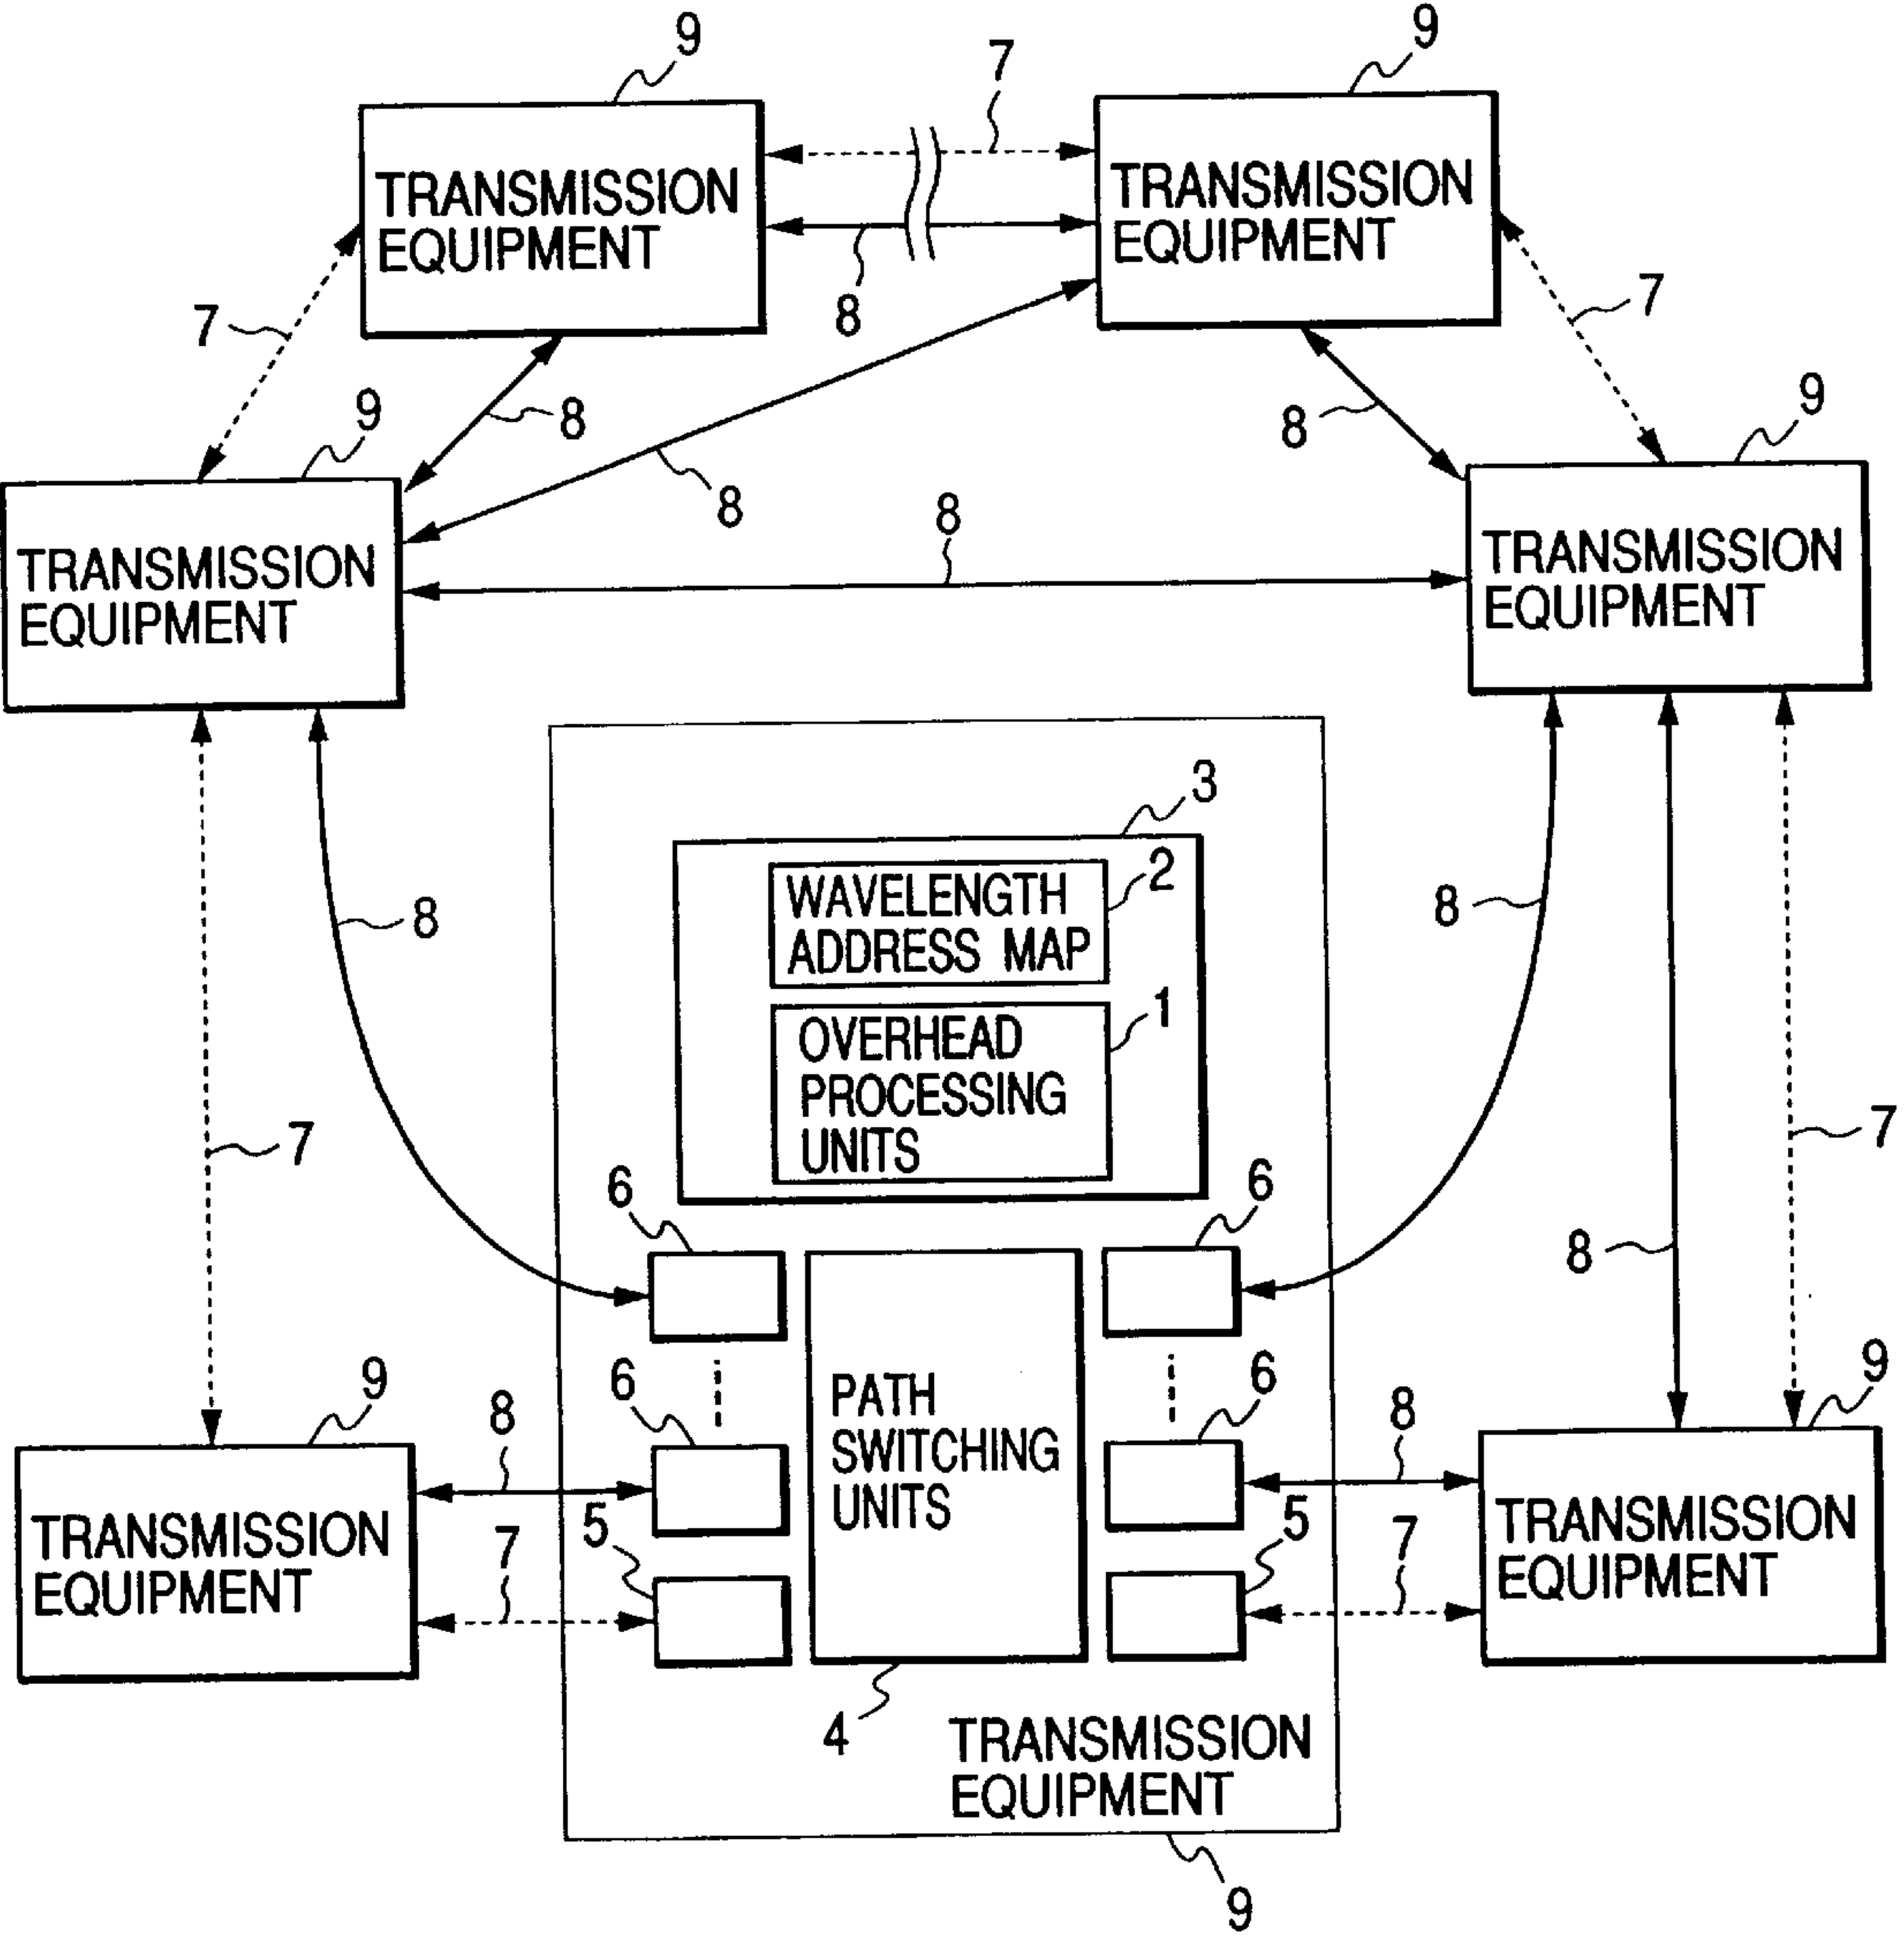 9
7
9
TRANSMISSION
EQUIPMENT
TRANSMISSION
EQUIPMENT
7
8
7
9
8
8
9
8
8
TRANSMISSION
EQUIPMENT
TRANSMISSION
EQUIPMENT
3
WAVELENGTH
ADDRESS MAP
2
8
8
OVERHEAD
PROCESSING
UNITS
1
7
7
6
6
8
PATH
SWITCHING
UNITS
6
6
9
8
8
9
TRANSMISSION
EQUIPMENT
7
5
5
7
TRANSMISSION
EQUIPMENT
4
TRANSMISSION
EQUIPMENT
9